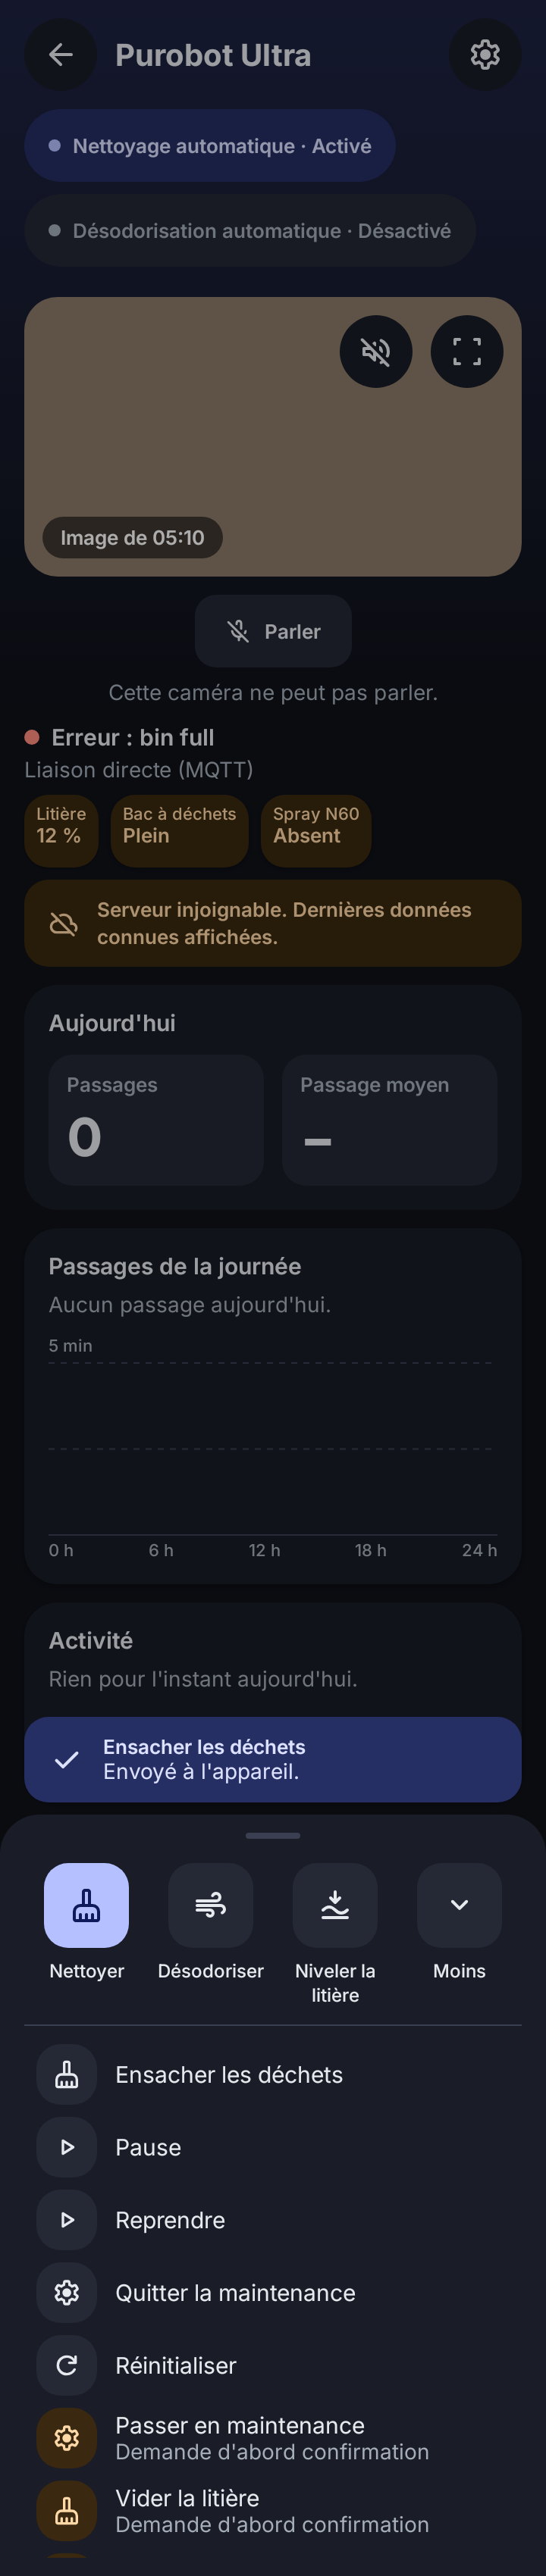 Purobot Ultra
Nettoyage automatique · Activé
Désodorisation automatique · Désactivé
Image de 05:10
Parler
Cette caméra ne peut pas parler.
Erreur : bin full
Liaison directe (MQTT)
Litière
12 %
Bac à déchets
Plein
Spray N60
Absent
Serveur injoignable. Dernières données
connues affichées.
Aujourd'hui
Passages
0
Passage moyen
–
Passages de la journée
Aucun passage aujourd'hui.
5 min
0 h 6 h 12 h 18 h 24 h
Activité
Rien pour l'instant aujourd'hui.
Ensacher les déchets
Envoyé à l'appareil.
Nettoyer
Désodoriser
Niveler la
litière
Moins
Ensacher les déchets
Pause
Reprendre
Quitter la maintenance
Réinitialiser
Passer en maintenance
Demande d'abord confirmation
Vider la litière
Demande d'abord confirmation